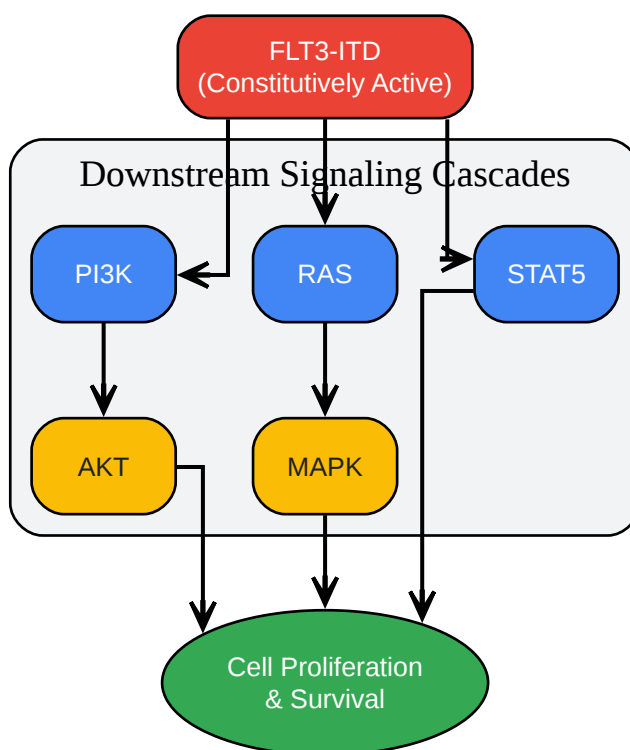 FLT3-ITD
(Constitutively Active)
Downstream Signaling Cascades
PI3K
RAS
STAT5
AKT
MAPK
Cell Proliferation
& Survival